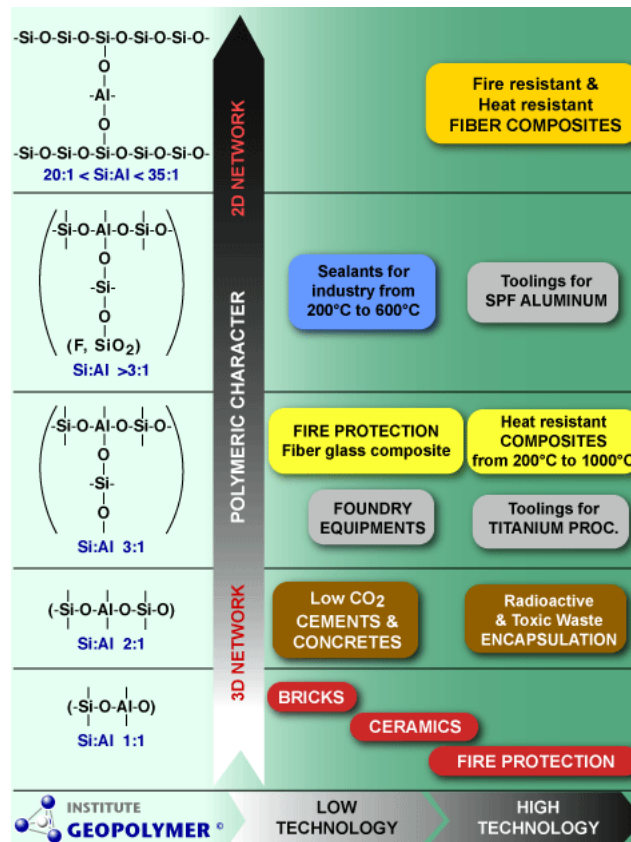 -Si-O-Si-O-Si-O-Si-O-Si-O-
O
-Al-
O
-Si-O-Si-O-Si-O-Si-O-Si-O-
20:1 < Si:Al < 35:1
Fire resistant &
Heat resistant
FIBER COMPOSITES
-Si-O-Al-O-Si-O-
O
-Si-
O
(F, SiO₂)
Si:Al >3:1
Sealants for
industry from
200°C to 600°C
Toolings for
SPF ALUMINUM
-Si-O-Al-O-Si-O-
O
-Si-
O
Si:Al 3:1
FIRE PROTECTION
Fiber glass composite
Heat resistant
COMPOSITES
from 200°C to 1000°C
FOUNDRY
EQUIPMENTS
Toolings for
TITANIUM PROC.
(-Si-O-Al-O-Si-O)
Si:Al 2:1
Low CO₂
CEMENTS &
CONCRETES
Radioactive
& Toxic Waste
ENCAPSULATION
(-Si-O-Al-O)
Si:Al 1:1
BRICKS
CERAMICS
FIRE PROTECTION
2D NETWORK
POLYMERIC CHARACTER
3D NETWORK
INSTITUTE
GEOPOLYMER ©
LOW
TECHNOLOGY
HIGH
TECHNOLOGY